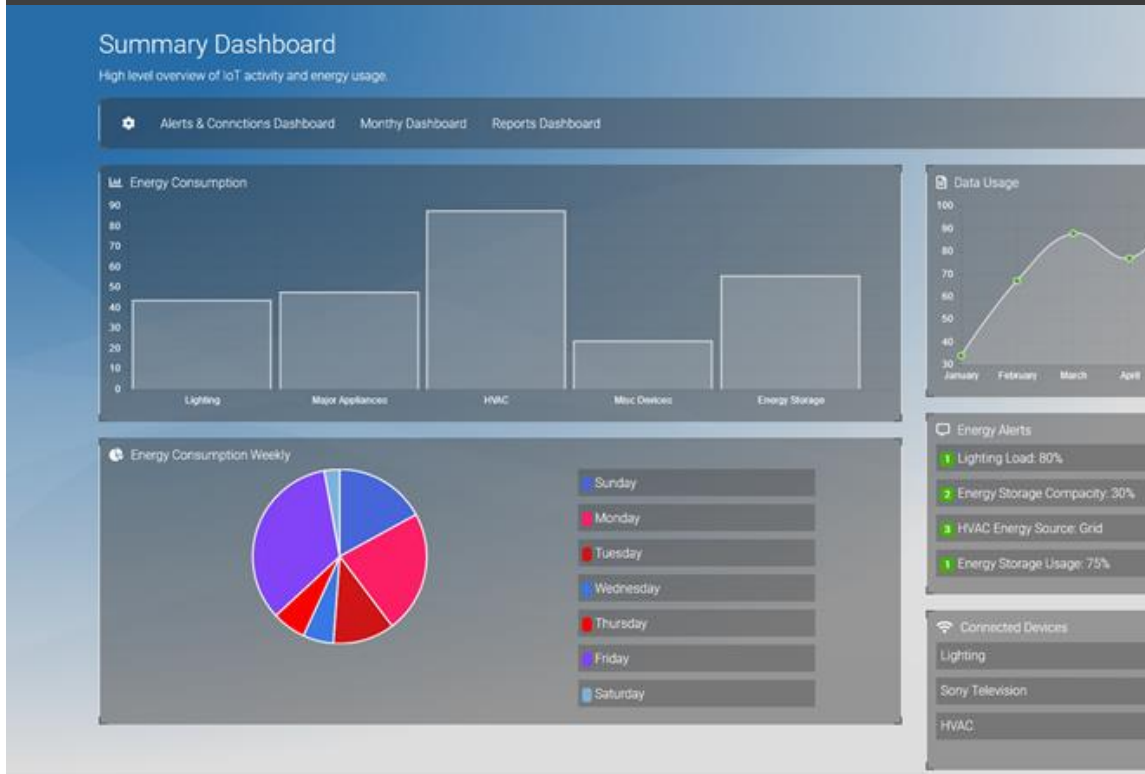 Summary Dashboard
High level overview of IoT activity and energy usage.
Alerts & Connctions Dashboard Monthy Dashboard Reports Dashboard
Energy Consumption
90
80
70
60
50
40
30
20
10
0
Lighting Major Appliances HVAC Misc Devices Energy Storage
Data Usage
100
90
80
70
60
50
40
30
January February March April
Energy Consumption Weekly
Sunday
Monday
Tuesday
Wednesday
Thursday
Friday
Saturday
Energy Alerts
1 Lighting Load: 80%
2 Energy Storage Compacity: 30%
3 HVAC Energy Source: Grid
1 Energy Storage Usage: 75%
Connected Devices
Lighting
Sony Television
HVAC